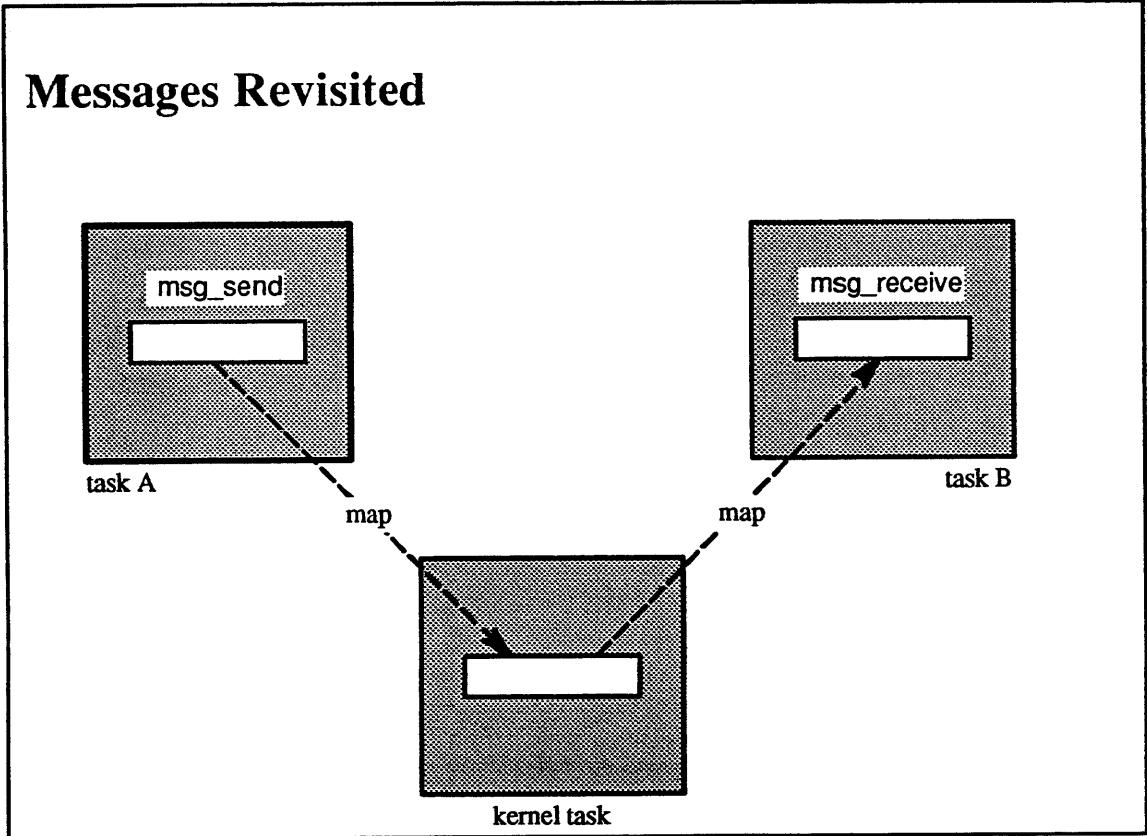 Messages Revisited
msg_send
msg_receive
task A
task B
map
map
kernel task